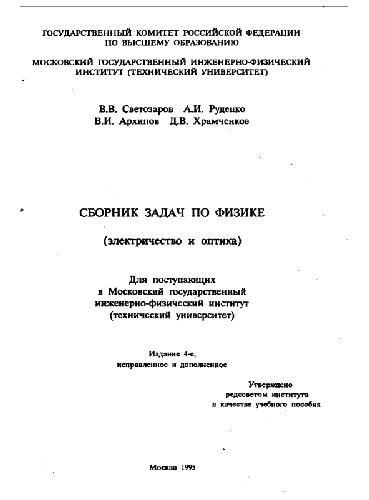 ГОСУДАРСТВЕННЫЙ КОМИТЕТ РОССИЙСКОЙ ФЕДЕРАЦИИ
ПО ВЫСШЕМУ ОБРАЗОВАНИЮ
МОСКОВСКИЙ ГОСУДАРСТВЕННЫЙ ИНЖЕНЕРНО-ФИЗИЧЕСКИЙ
ИНСТИТУТ (ТЕХНИЧЕСКИЙ УНИВЕРСИТЕТ)
В.В. Светозаров А.И. Руденко
В.И. Архипов Д.В. Храмченков
СБОРНИК ЗАДАЧ ПО ФИЗИКЕ
(электричество и оптика)
Для поступающих
в Московский государственный
инженерно-физический институт
(технический университет)
Издание 4-е,
исправленное и дополненное
Утверждено
редсоветом института
в качестве учебного пособия
Москва 1995